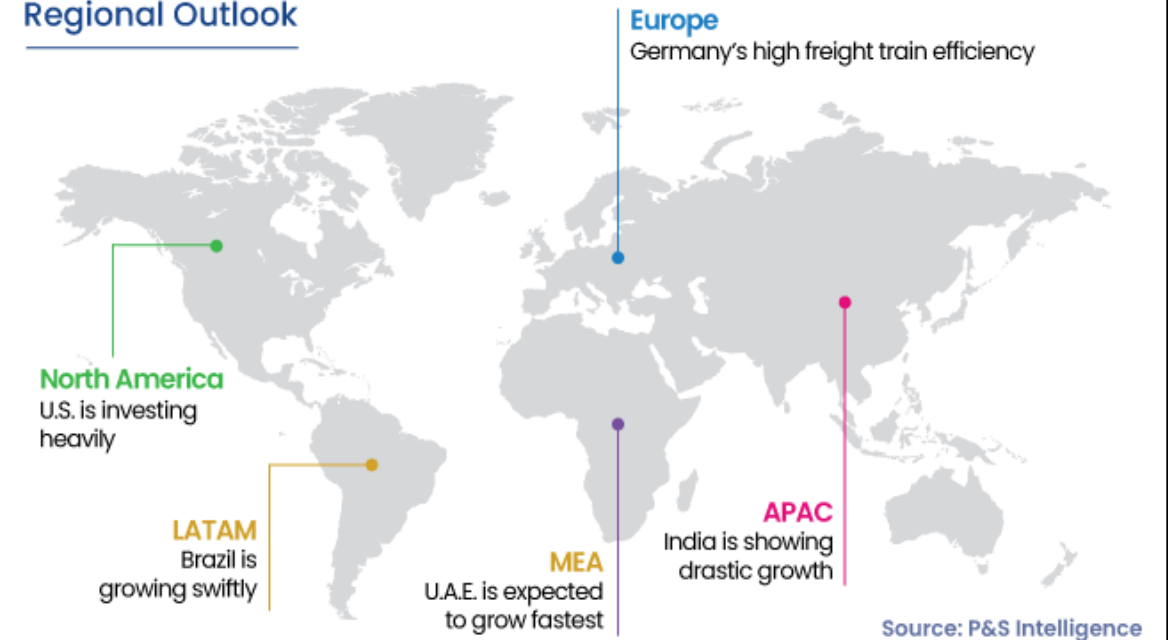 Regional Outlook
Europe
Germany's high freight train efficiency
North America
U.S. is investing
heavily
LATAM
Brazil is
growing swiftly
MEA
U.A.E. is expected
to grow fastest
APAC
India is showing
drastic growth
Source: P&S Intelligence